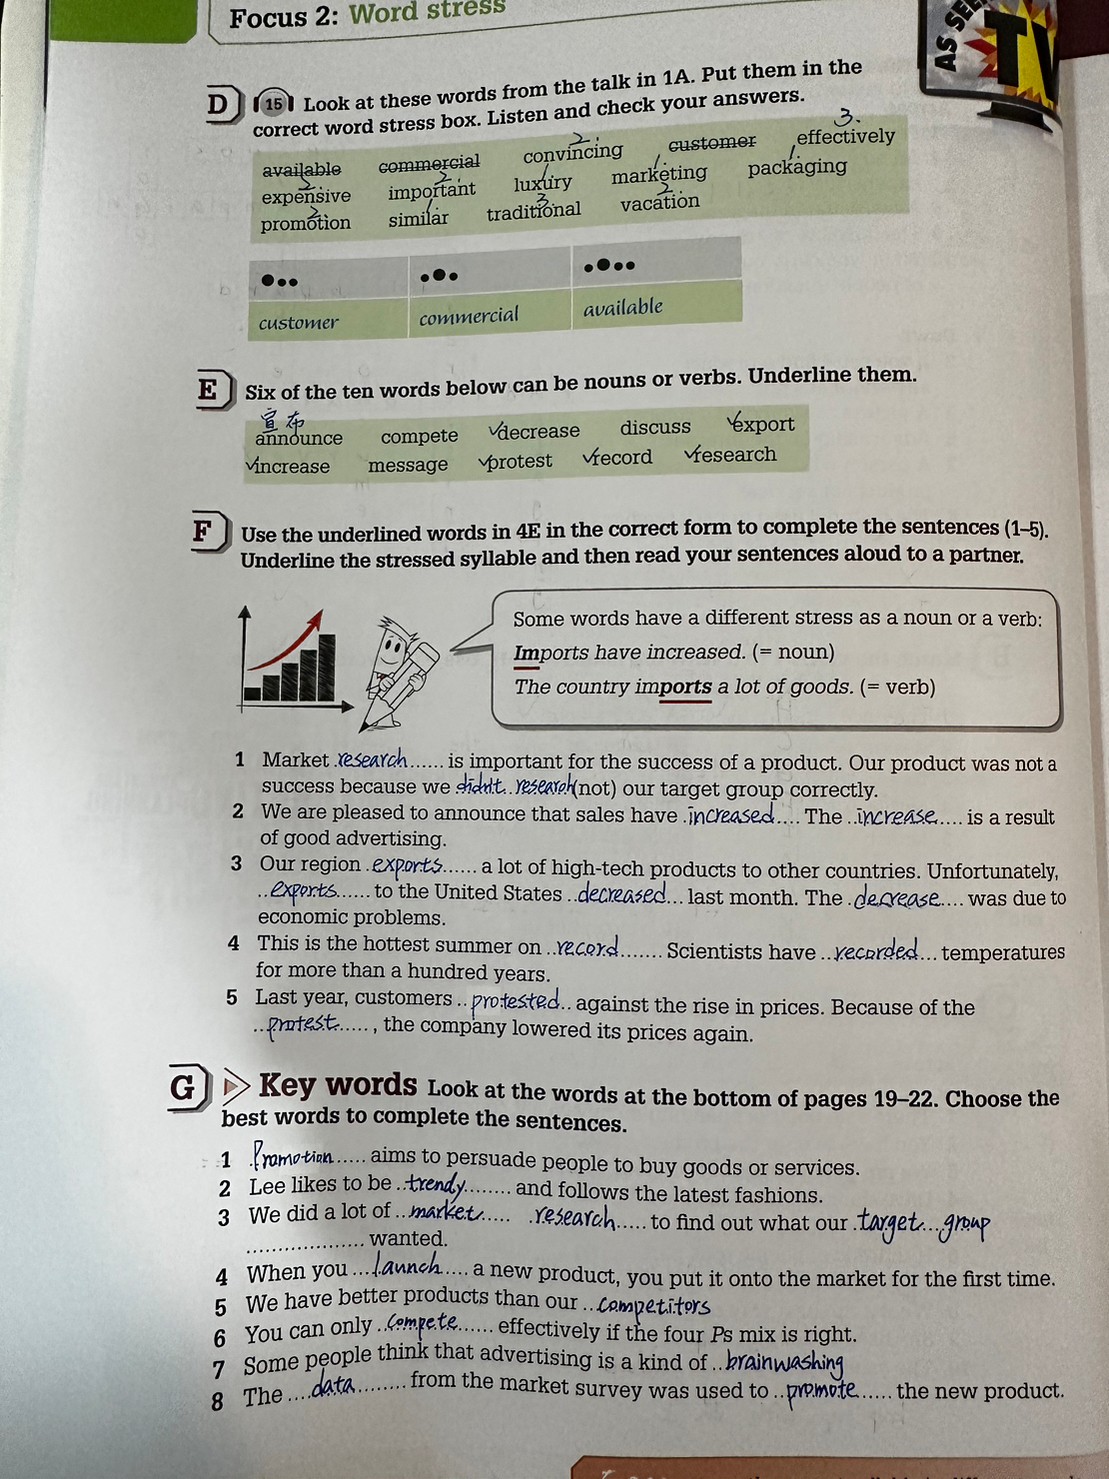 Focus 2: Word stress
AS SEEN
TV
D 15 Look at these words from the talk in 1A. Put them in the
correct word stress box. Listen and check your answers.
3.
available commercial convincing customer effectively
2 1 1
expensive important luxury marketing packaging
2 2 1 1
promotion similar traditional vacation
2 1 3 2
customer commercial available
E Six of the ten words below can be nouns or verbs. Underline them.
宣布
announce compete ✓decrease discuss ✓export
✓increase message ✓protest ✓record ✓research
F Use the underlined words in 4E in the correct form to complete the sentences (1–5).
Underline the stressed syllable and then read your sentences aloud to a partner.
Some words have a different stress as a noun or a verb:
Imports have increased. (= noun)
The country imports a lot of goods. (= verb)
1 Market research is important for the success of a product. Our product was not a
success because we didn't research (not) our target group correctly.
2 We are pleased to announce that sales have increased. The increase is a result
of good advertising.
3 Our region exports a lot of high-tech products to other countries. Unfortunately,
exports to the United States decreased last month. The decrease was due to
economic problems.
4 This is the hottest summer on record. Scientists have recorded temperatures
for more than a hundred years.
5 Last year, customers protested against the rise in prices. Because of the
protest, the company lowered its prices again.
G Key words Look at the words at the bottom of pages 19–22. Choose the
best words to complete the sentences.
1 Promotion aims to persuade people to buy goods or services.
2 Lee likes to be trendy and follows the latest fashions.
3 We did a lot of market research to find out what our target group
wanted.
4 When you launch a new product, you put it onto the market for the first time.
5 We have better products than our competitors
6 You can only compete effectively if the four Ps mix is right.
7 Some people think that advertising is a kind of brainwashing
8 The data from the market survey was used to promote the new product.